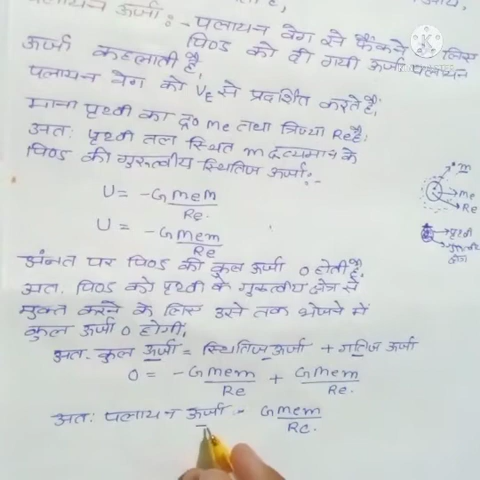 पलायन ऊर्जा:- पलायन वेग से फेंकने के लिए
पिण्ड को दी गयी ऊर्जा पलायन
ऊर्जा कहलाती है,
पलायन वेग को Ve से प्रदर्शित करते हैं,
माना पृथ्वी का द्र० Me तथा त्रिज्या Re है।
अतः पृथ्वी तल स्थित m द्रव्यमान के
पिण्ड की गुरुत्वीय स्थितिज ऊर्जा:-
U = -GMem/Re.
U = -GMem/Re
अंनत पर पिण्ड की कुल ऊर्जा 0 होती है,
अतः पिण्ड को पृथ्वी के गुरुत्वीय क्षेत्र से
मुक्त करने के लिए उसे तक भेजने में
कुल ऊर्जा 0 होगी,
अतः कुल ऊर्जा = स्थितिज ऊर्जा + गतिज ऊर्जा
0 = -GMem/Re + GMem/Re.
अतः पलायन ऊर्जा - GMem/Re.
m
Me
Re
पृथ्वी
KINEMASTER